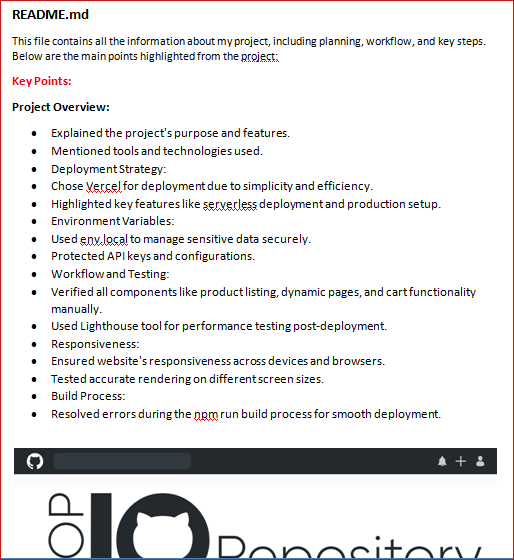 README.md
This file contains all the information about my project, including planning, workflow, and key steps.
Below are the main points highlighted from the project:
Key Points:
Project Overview:
• Explained the project's purpose and features.
• Mentioned tools and technologies used.
• Deployment Strategy:
• Chose Vercel for deployment due to simplicity and efficiency.
• Highlighted key features like serverless deployment and production setup.
• Environment Variables:
• Used env.local to manage sensitive data securely.
• Protected API keys and configurations.
• Workflow and Testing:
• Verified all components like product listing, dynamic pages, and cart functionality
manually.
• Used Lighthouse tool for performance testing post-deployment.
• Responsiveness:
• Ensured website's responsiveness across devices and browsers.
• Tested accurate rendering on different screen sizes.
• Build Process:
• Resolved errors during the npm run build process for smooth deployment.
OP
10
Repository